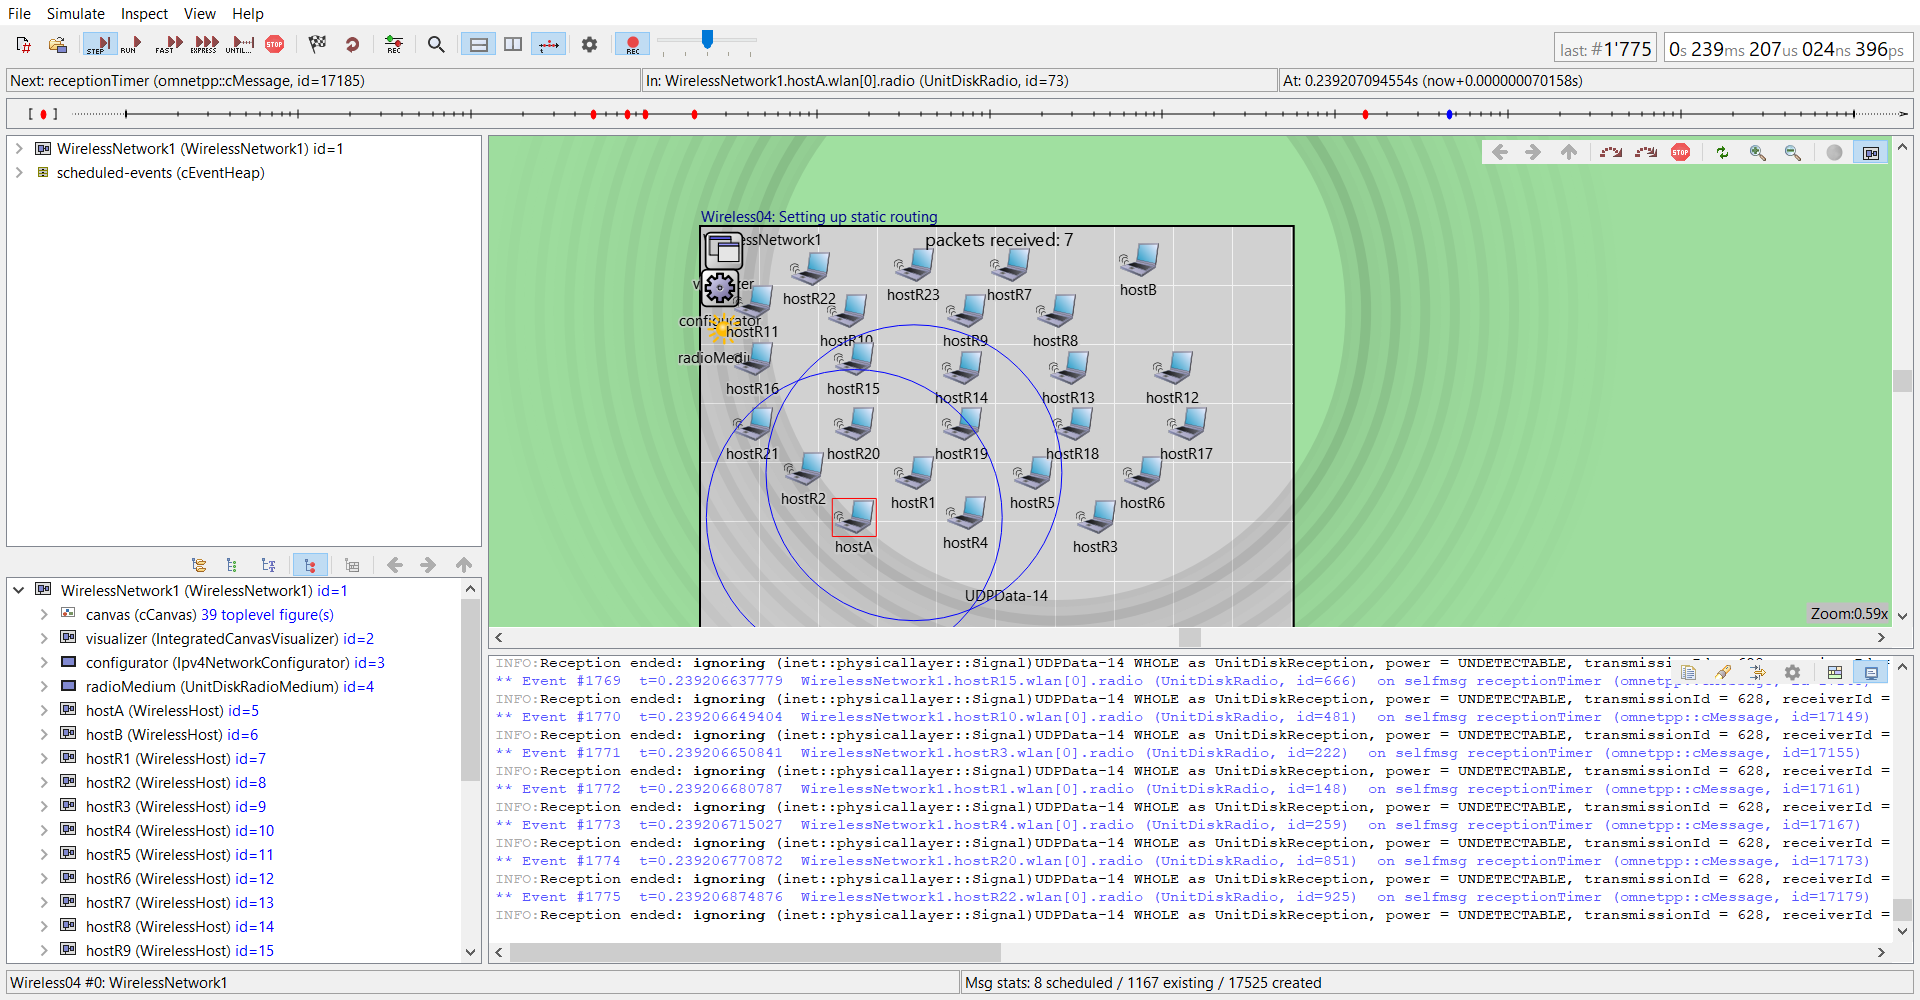 File Simulate Inspect View Help
STEP RUN FAST EXPRESS UNTIL... STOP REC REC
last: #1'775 0s 239ms 207us 024ns 396ps
Next: receptionTimer (omnetpp::cMessage, id=17185) In: WirelessNetwork1.hostA.wlan[0].radio (UnitDiskRadio, id=73) At: 0.239207094554s (now+0.000000070158s)
WirelessNetwork1 (WirelessNetwork1) id=1
scheduled-events (cEventHeap)
WirelessNetwork1 (WirelessNetwork1) id=1
canvas (cCanvas) 39 toplevel figure(s)
visualizer (IntegratedCanvasVisualizer) id=2
configurator (Ipv4NetworkConfigurator) id=3
radioMedium (UnitDiskRadioMedium) id=4
hostA (WirelessHost) id=5
hostB (WirelessHost) id=6
hostR1 (WirelessHost) id=7
hostR2 (WirelessHost) id=8
hostR3 (WirelessHost) id=9
hostR4 (WirelessHost) id=10
hostR5 (WirelessHost) id=11
hostR6 (WirelessHost) id=12
hostR7 (WirelessHost) id=13
hostR8 (WirelessHost) id=14
hostR9 (WirelessHost) id=15
STOP
Wireless04: Setting up static routing
essNetwork1 packets received: 7
hostR22 hostR23 hostR7 hostB
configurator hostR11 hostR10 hostR9 hostR8
radioMedi hostR16 hostR15 hostR14 hostR13 hostR12
hostR21 hostR20 hostR19 hostR18 hostR17
hostR2 hostR1 hostR5 hostR6
hostA hostR4 hostR3
UDPData-14
Zoom:0.59x
INFO:Reception ended: ignoring (inet::physicallayer::Signal)UDPData-14 WHOLE as UnitDiskReception, power = UNDETECTABLE, transmissi
** Event #1769 t=0.239206637779 WirelessNetwork1.hostR15.wlan[0].radio (UnitDiskRadio, id=666) on selfmsg receptionTimer (omnetpp::cMessage
INFO:Reception ended: ignoring (inet::physicallayer::Signal)UDPData-14 WHOLE as UnitDiskReception, power = UNDETECTABLE, transmissionId = 628, receiverId =
** Event #1770 t=0.239206649404 WirelessNetwork1.hostR10.wlan[0].radio (UnitDiskRadio, id=481) on selfmsg receptionTimer (omnetpp::cMessage, id=17149)
INFO:Reception ended: ignoring (inet::physicallayer::Signal)UDPData-14 WHOLE as UnitDiskReception, power = UNDETECTABLE, transmissionId = 628, receiverId =
** Event #1771 t=0.239206650841 WirelessNetwork1.hostR3.wlan[0].radio (UnitDiskRadio, id=222) on selfmsg receptionTimer (omnetpp::cMessage, id=17155)
INFO:Reception ended: ignoring (inet::physicallayer::Signal)UDPData-14 WHOLE as UnitDiskReception, power = UNDETECTABLE, transmissionId = 628, receiverId =
** Event #1772 t=0.239206680787 WirelessNetwork1.hostR1.wlan[0].radio (UnitDiskRadio, id=148) on selfmsg receptionTimer (omnetpp::cMessage, id=17161)
INFO:Reception ended: ignoring (inet::physicallayer::Signal)UDPData-14 WHOLE as UnitDiskReception, power = UNDETECTABLE, transmissionId = 628, receiverId =
** Event #1773 t=0.239206715027 WirelessNetwork1.hostR4.wlan[0].radio (UnitDiskRadio, id=259) on selfmsg receptionTimer (omnetpp::cMessage, id=17167)
INFO:Reception ended: ignoring (inet::physicallayer::Signal)UDPData-14 WHOLE as UnitDiskReception, power = UNDETECTABLE, transmissionId = 628, receiverId =
** Event #1774 t=0.239206770872 WirelessNetwork1.hostR20.wlan[0].radio (UnitDiskRadio, id=851) on selfmsg receptionTimer (omnetpp::cMessage, id=17173)
INFO:Reception ended: ignoring (inet::physicallayer::Signal)UDPData-14 WHOLE as UnitDiskReception, power = UNDETECTABLE, transmissionId = 628, receiverId =
** Event #1775 t=0.239206874876 WirelessNetwork1.hostR22.wlan[0].radio (UnitDiskRadio, id=925) on selfmsg receptionTimer (omnetpp::cMessage, id=17179)
INFO:Reception ended: ignoring (inet::physicallayer::Signal)UDPData-14 WHOLE as UnitDiskReception, power = UNDETECTABLE, transmissionId = 628, receiverId =
Wireless04 #0: WirelessNetwork1 Msg stats: 8 scheduled / 1167 existing / 17525 created